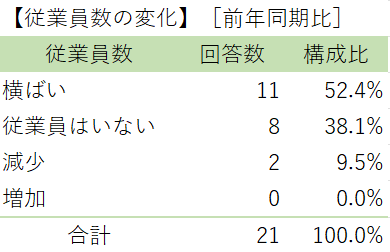 【従業員数の変化】［前年同期比］
従業員数 回答数 構成比
横ばい 11 52.4%
従業員はいない 8 38.1%
減少 2 9.5%
増加 0 0.0%
合計 21 100.0%